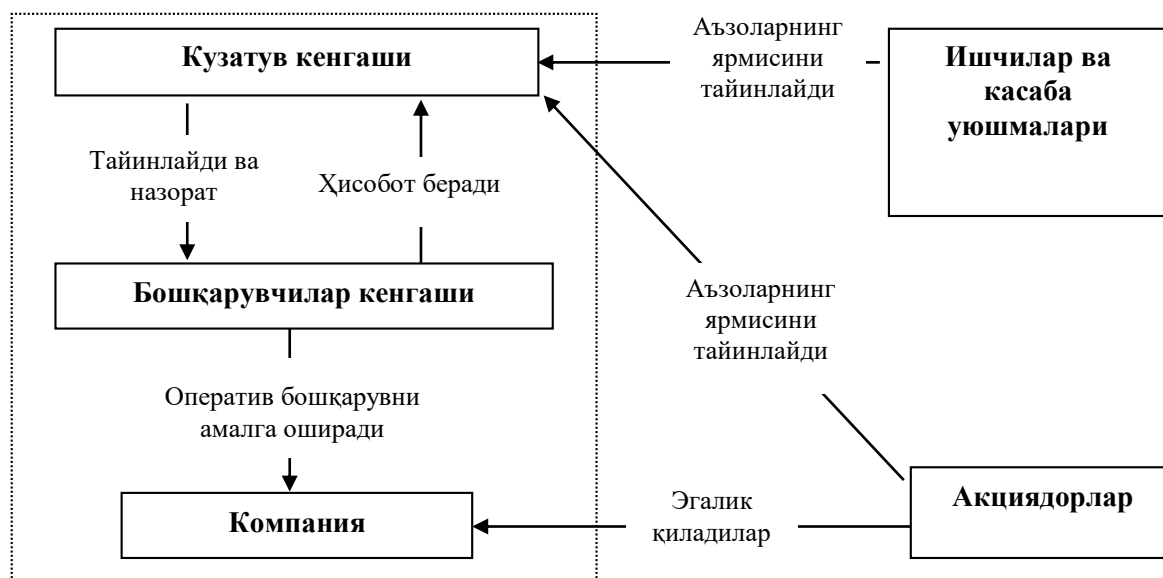 Кузатув кенгаши
Аъзоларнинг
ярмисини
тайинлайди
Ишчилар ва
касаба
уюшмалари
Тайинлайди ва
назорат
Ҳисобот беради
Бошқарувчилар кенгаши
Аъзоларнинг
ярмисини
тайинлайди
Оператив бошқарувни
амалга оширади
Компания
Эгалик
қиладилар
Акциядорлар